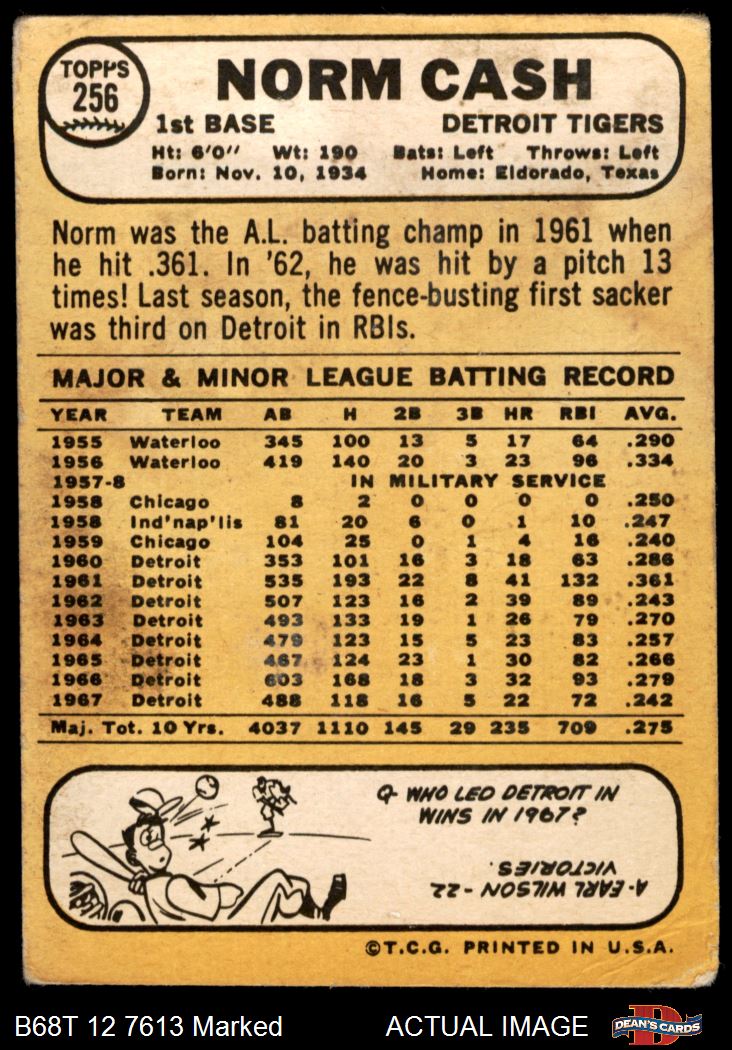 TOPPS
256
NORM CASH
1st BASE DETROIT TIGERS
Ht: 6'0" Wt: 190 Bats: Left Throws: Left
Born: Nov. 10, 1934 Home: Eldorado, Texas
Norm was the A.L. batting champ in 1961 when
he hit .361. In '62, he was hit by a pitch 13
times! Last season, the fence-busting first sacker
was third on Detroit in RBIs.
MAJOR & MINOR LEAGUE BATTING RECORD
YEAR TEAM AB H 2B 3B HR RBI AVG.
1955 Waterloo 345 100 13 5 17 64 .290
1956 Waterloo 419 140 20 3 23 96 .334
1957-8 IN MILITARY SERVICE
1958 Chicago 8 2 0 0 0 0 .250
1958 Ind'nap'lis 81 20 6 0 1 10 .247
1959 Chicago 104 25 0 1 4 16 .240
1960 Detroit 353 101 16 3 18 63 .286
1961 Detroit 535 193 22 8 41 132 .361
1962 Detroit 507 123 16 2 39 89 .243
1963 Detroit 493 133 19 1 26 79 .270
1964 Detroit 479 123 15 5 23 83 .257
1965 Detroit 467 124 23 1 30 82 .266
1966 Detroit 603 168 18 3 32 93 .279
1967 Detroit 488 118 16 5 22 72 .242
Maj. Tot. 10 Yrs. 4037 1110 145 29 235 709 .275
Q- WHO LED DETROIT IN
WINS IN 1967?
A- EARL WILSON - 22
VICTORIES.
©T.C.G. PRINTED IN U.S.A.
B68T 12 7613 Marked ACTUAL IMAGE DEAN'S CARDS